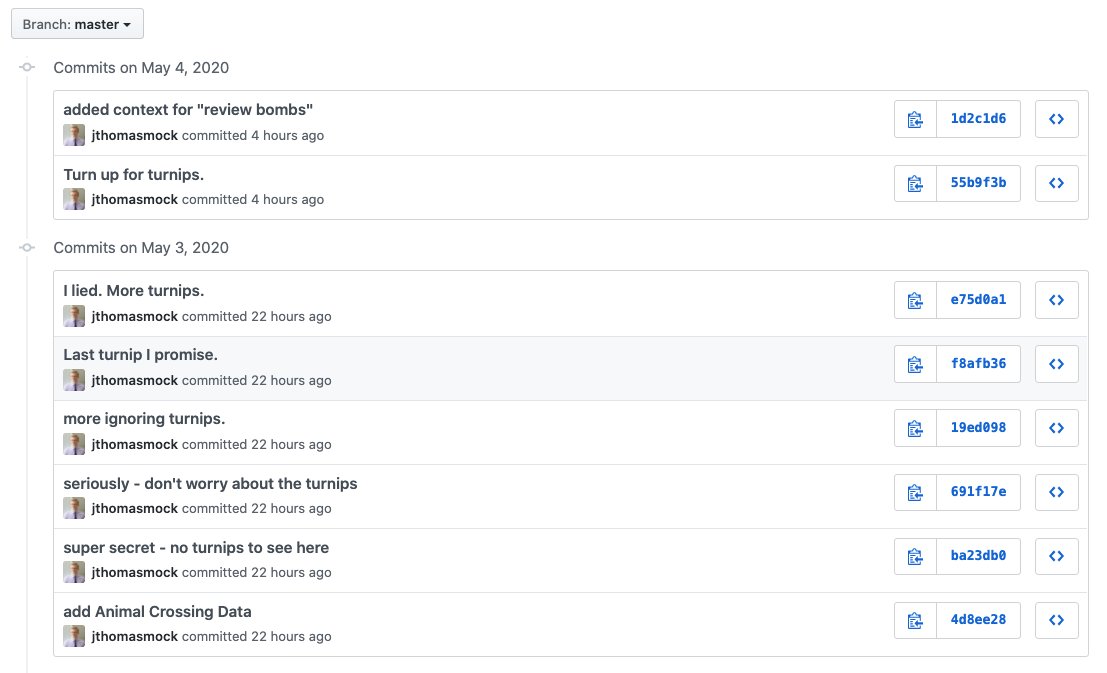 Branch: master
Commits on May 4, 2020
added context for "review bombs"
jthomasmock committed 4 hours ago
1d2c1d6
Turn up for turnips.
jthomasmock committed 4 hours ago
55b9f3b
Commits on May 3, 2020
I lied. More turnips.
jthomasmock committed 22 hours ago
e75d0a1
Last turnip I promise.
jthomasmock committed 22 hours ago
f8afb36
more ignoring turnips.
jthomasmock committed 22 hours ago
19ed098
seriously - don't worry about the turnips
jthomasmock committed 22 hours ago
691f17e
super secret - no turnips to see here
jthomasmock committed 22 hours ago
ba23db0
add Animal Crossing Data
jthomasmock committed 22 hours ago
4d8ee28